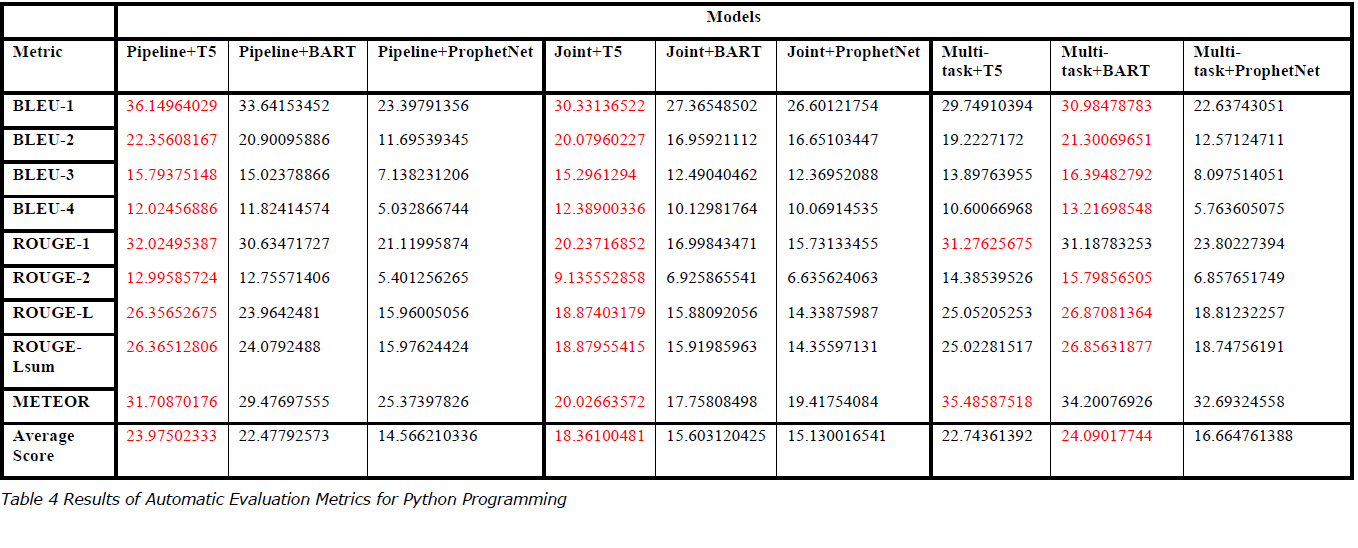 Models
Metric Pipeline+T5 Pipeline+BART Pipeline+ProphetNet Joint+T5 Joint+BART Joint+ProphetNet Multi-task+T5 Multi-task+BART Multi-task+ProphetNet
BLEU-1 36.14964029 33.64153452 23.39791356 30.33136522 27.36548502 26.60121754 29.74910394 30.98478783 22.63743051
BLEU-2 22.35608167 20.90095886 11.69539345 20.07960227 16.95921112 16.65103447 19.2227172 21.30069651 12.57124711
BLEU-3 15.79375148 15.02378866 7.138231206 15.2961294 12.49040462 12.36952088 13.89763955 16.39482792 8.097514051
BLEU-4 12.02456886 11.82414574 5.032866744 12.38900336 10.12981764 10.06914535 10.60066968 13.21698548 5.763605075
ROUGE-1 32.02495387 30.63471727 21.11995874 20.23716852 16.99843471 15.73133455 31.27625675 31.18783253 23.80227394
ROUGE-2 12.99585724 12.75571406 5.401256265 9.135552858 6.925865541 6.635624063 14.38539526 15.79856505 6.857651749
ROUGE-L 26.35652675 23.9642481 15.96005056 18.87403179 15.88092056 14.33875987 25.05205253 26.87081364 18.81232257
ROUGE-Lsum 26.36512806 24.0792488 15.97624424 18.87955415 15.91985963 14.35597131 25.02281517 26.85631877 18.74756191
METEOR 31.70870176 29.47697555 25.37397826 20.02663572 17.75808498 19.41754084 35.48587518 34.20076926 32.69324558
Average Score 23.97502333 22.47792573 14.566210336 18.36100481 15.603120425 15.130016541 22.74361392 24.09017744 16.664761388
Table 4 Results of Automatic Evaluation Metrics for Python Programming